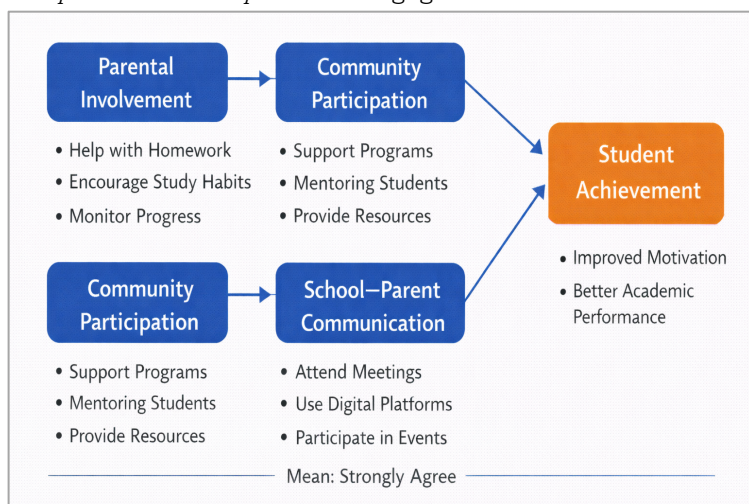 Parental
Involvement
• Help with Homework
• Encourage Study Habits
• Monitor Progress
Community
Participation
• Support Programs
• Mentoring Students
• Provide Resources
Community
Participation
• Support Programs
• Mentoring Students
• Provide Resources
School—Parent
Communication
• Attend Meetings
• Use Digital Platforms
• Participate in Events
Student
Achievement
• Improved Motivation
• Better Academic
Performance
Mean: Strongly Agree